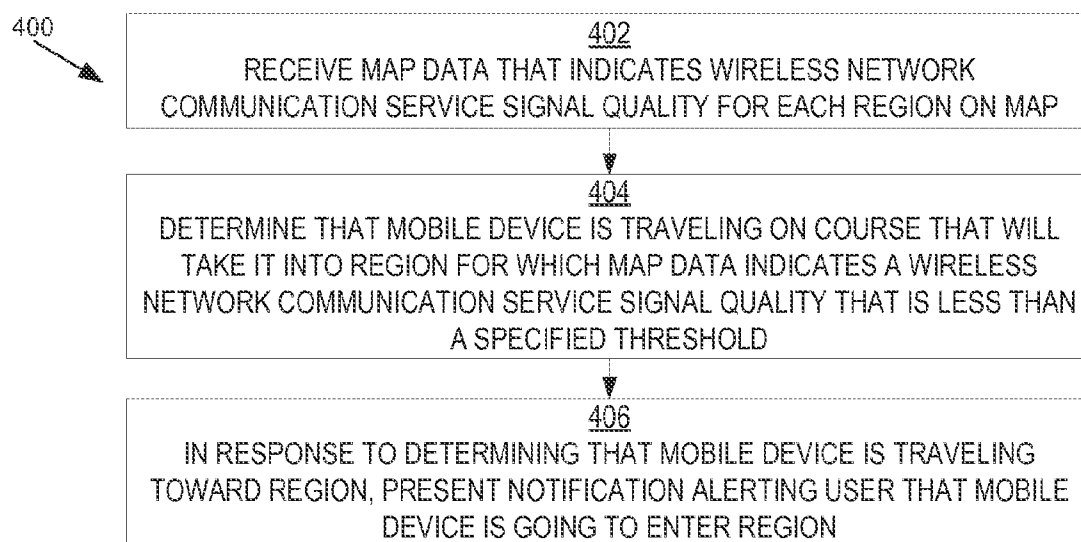 400
402
RECEIVE MAP DATA THAT INDICATES WIRELESS NETWORK
COMMUNICATION SERVICE SIGNAL QUALITY FOR EACH REGION ON MAP
404
DETERMINE THAT MOBILE DEVICE IS TRAVELING ON COURSE THAT WILL
TAKE IT INTO REGION FOR WHICH MAP DATA INDICATES A WIRELESS
NETWORK COMMUNICATION SERVICE SIGNAL QUALITY THAT IS LESS THAN
A SPECIFIED THRESHOLD
406
IN RESPONSE TO DETERMINING THAT MOBILE DEVICE IS TRAVELING
TOWARD REGION, PRESENT NOTIFICATION ALERTING USER THAT MOBILE
DEVICE IS GOING TO ENTER REGION